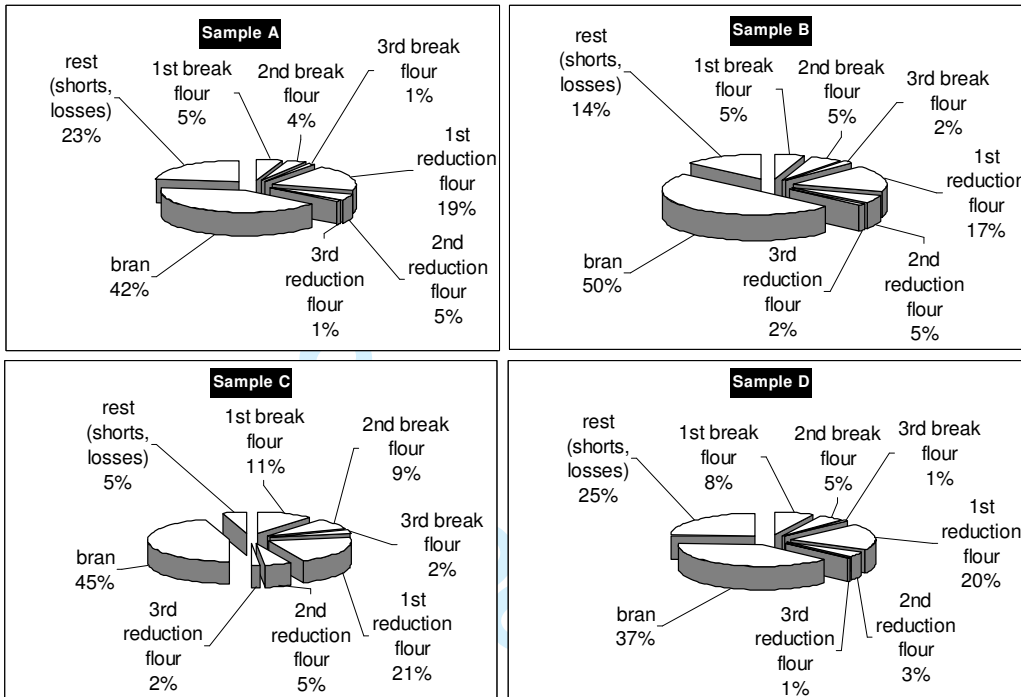 Sample A
rest
(shorts,
losses)
23%
1st break
flour
5%
2nd break
flour
4%
3rd break
flour
1%
1st
reduction
flour
19%
2nd
reduction
flour
5%
3rd
reduction
flour
1%
bran
42%
Sample B
rest
(shorts,
losses)
14%
1st break
flour
5%
2nd break
flour
5%
3rd break
flour
2%
1st
reduction
flour
17%
2nd
reduction
flour
5%
3rd
reduction
flour
2%
bran
50%
Sample C
rest
(shorts,
losses)
5%
1st break
flour
11%
2nd break
flour
9%
3rd break
flour
2%
1st
reduction
flour
21%
2nd
reduction
flour
5%
3rd
reduction
flour
2%
bran
45%
Sample D
rest
(shorts,
losses)
25%
1st break
flour
8%
2nd break
flour
5%
3rd break
flour
1%
1st
reduction
flour
20%
2nd
reduction
flour
3%
3rd
reduction
flour
1%
bran
37%